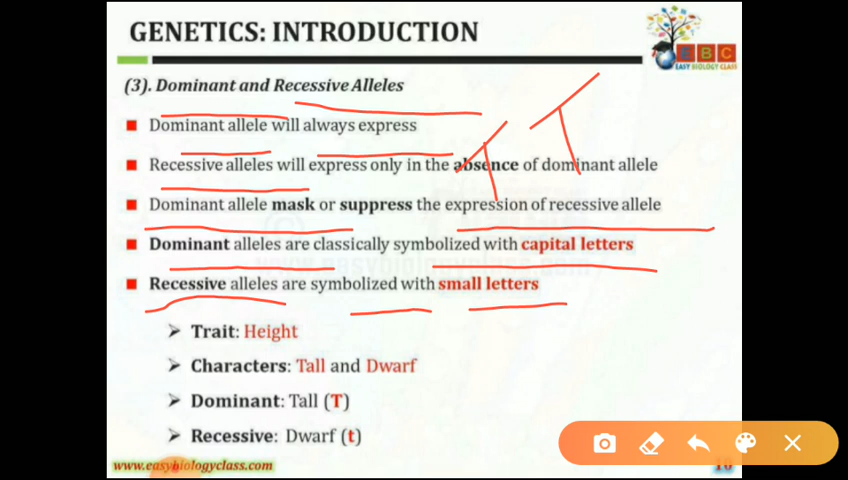 GENETICS: INTRODUCTION
E B C
EASY BIOLOGY CLASS
(3). Dominant and Recessive Alleles
Dominant allele will always express
Recessive alleles will express only in the absence of dominant allele
Dominant allele mask or suppress the expression of recessive allele
Dominant alleles are classically symbolized with capital letters
www.easybiologyclass.com
Recessive alleles are symbolized with small letters
T T
Trait: Height
Characters: Tall and Dwarf
Dominant: Tall (T)
Recessive: Dwarf (t)
www.easybiologyclass.com